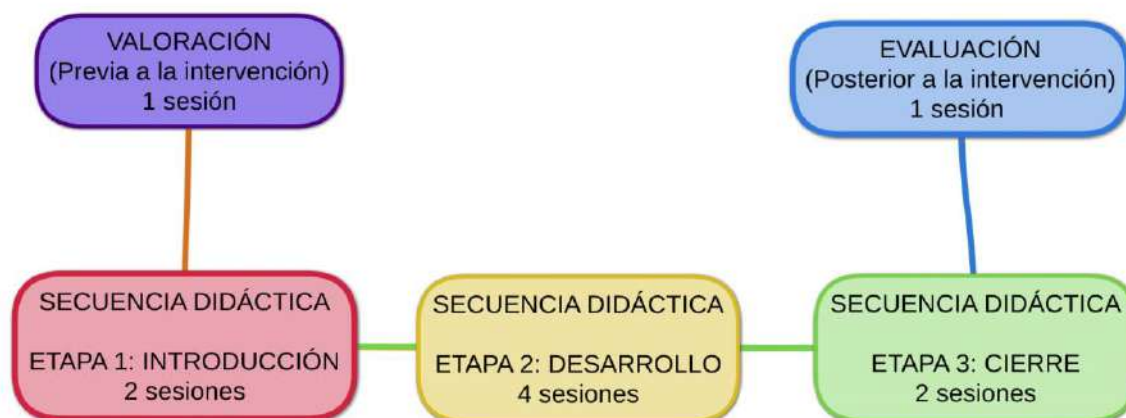 VALORACIÓN
(Previa a la intervención)
1 sesión
EVALUACIÓN
(Posterior a la intervención)
1 sesión
SECUENCIA DIDÁCTICA
ETAPA 1: INTRODUCCIÓN
2 sesiones
SECUENCIA DIDÁCTICA
ETAPA 2: DESARROLLO
4 sesiones
SECUENCIA DIDÁCTICA
ETAPA 3: CIERRE
2 sesiones